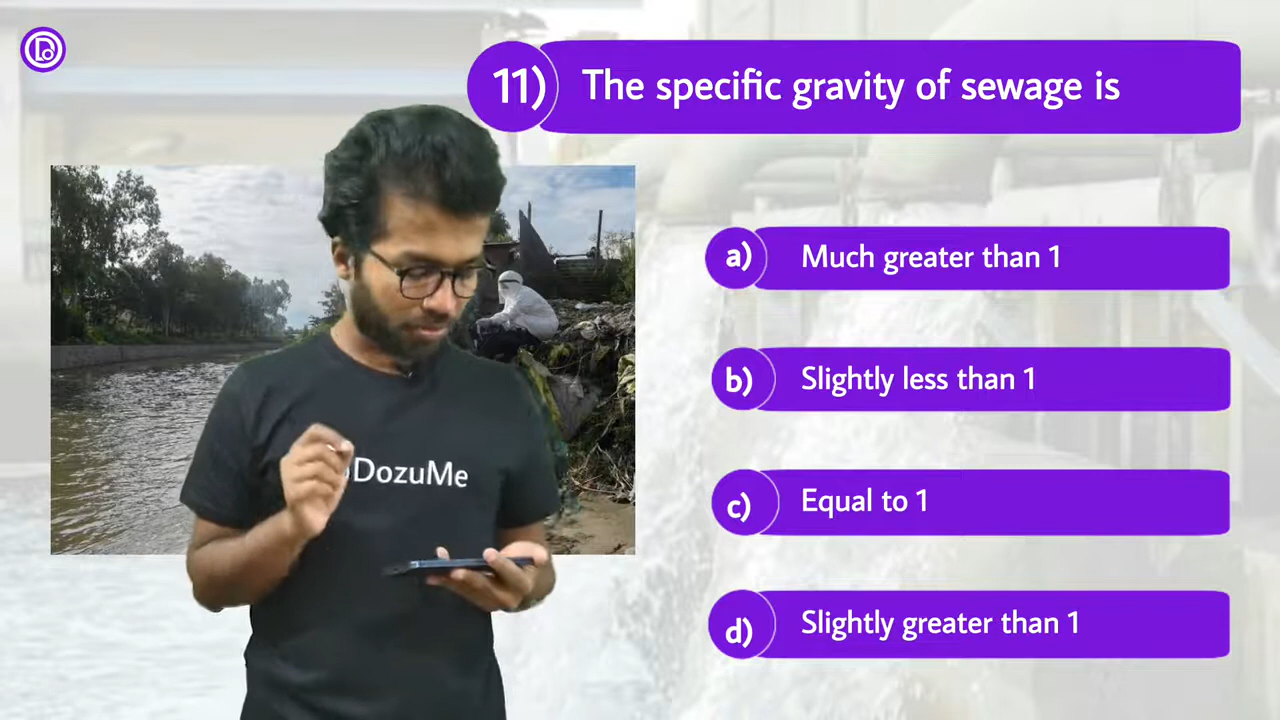 11) The specific gravity of sewage is
a) Much greater than 1
b) Slightly less than 1
DozuMe
c) Equal to 1
d) Slightly greater than 1